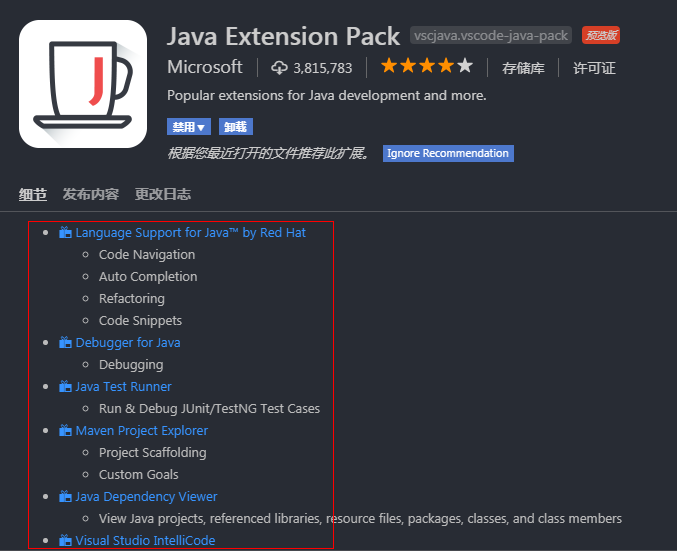 Java Extension Pack vscjava.vscode-java-pack 预览版
Microsoft 3,815,783 存储库 许可证
Popular extensions for Java development and more.
禁用 卸载
根据您最近打开的文件推荐此扩展。 Ignore Recommendation
细节 发布内容 更改日志
Language Support for Java™ by Red Hat
Code Navigation
Auto Completion
Refactoring
Code Snippets
Debugger for Java
Debugging
Java Test Runner
Run & Debug JUnit/TestNG Test Cases
Maven Project Explorer
Project Scaffolding
Custom Goals
Java Dependency Viewer
View Java projects, referenced libraries, resource files, packages, classes, and class members
Visual Studio IntelliCode